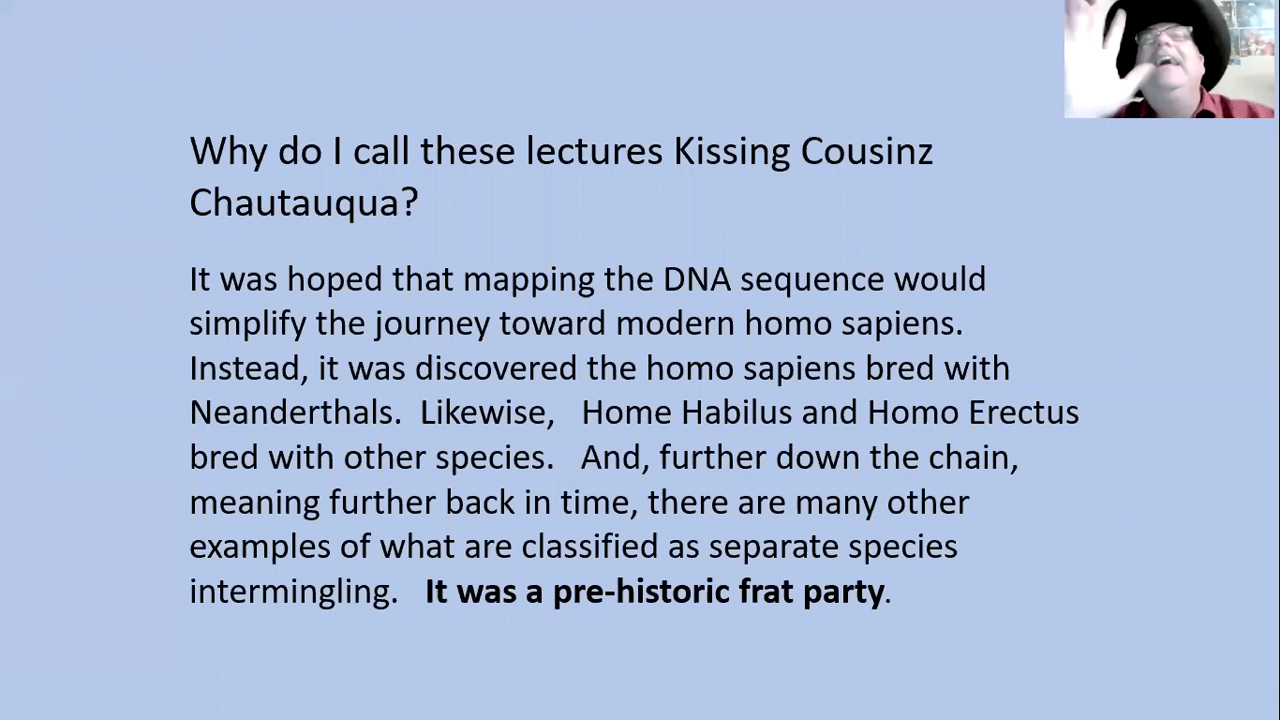 Why do I call these lectures Kissing Cousinz
Chautauqua?
It was hoped that mapping the DNA sequence would
simplify the journey toward modern homo sapiens.
Instead, it was discovered the homo sapiens bred with
Neanderthals.  Likewise,   Home Habilus and Homo Erectus
bred with other species.   And, further down the chain,
meaning further back in time, there are many other
examples of what are classified as separate species
intermingling.   It was a pre-historic frat party.